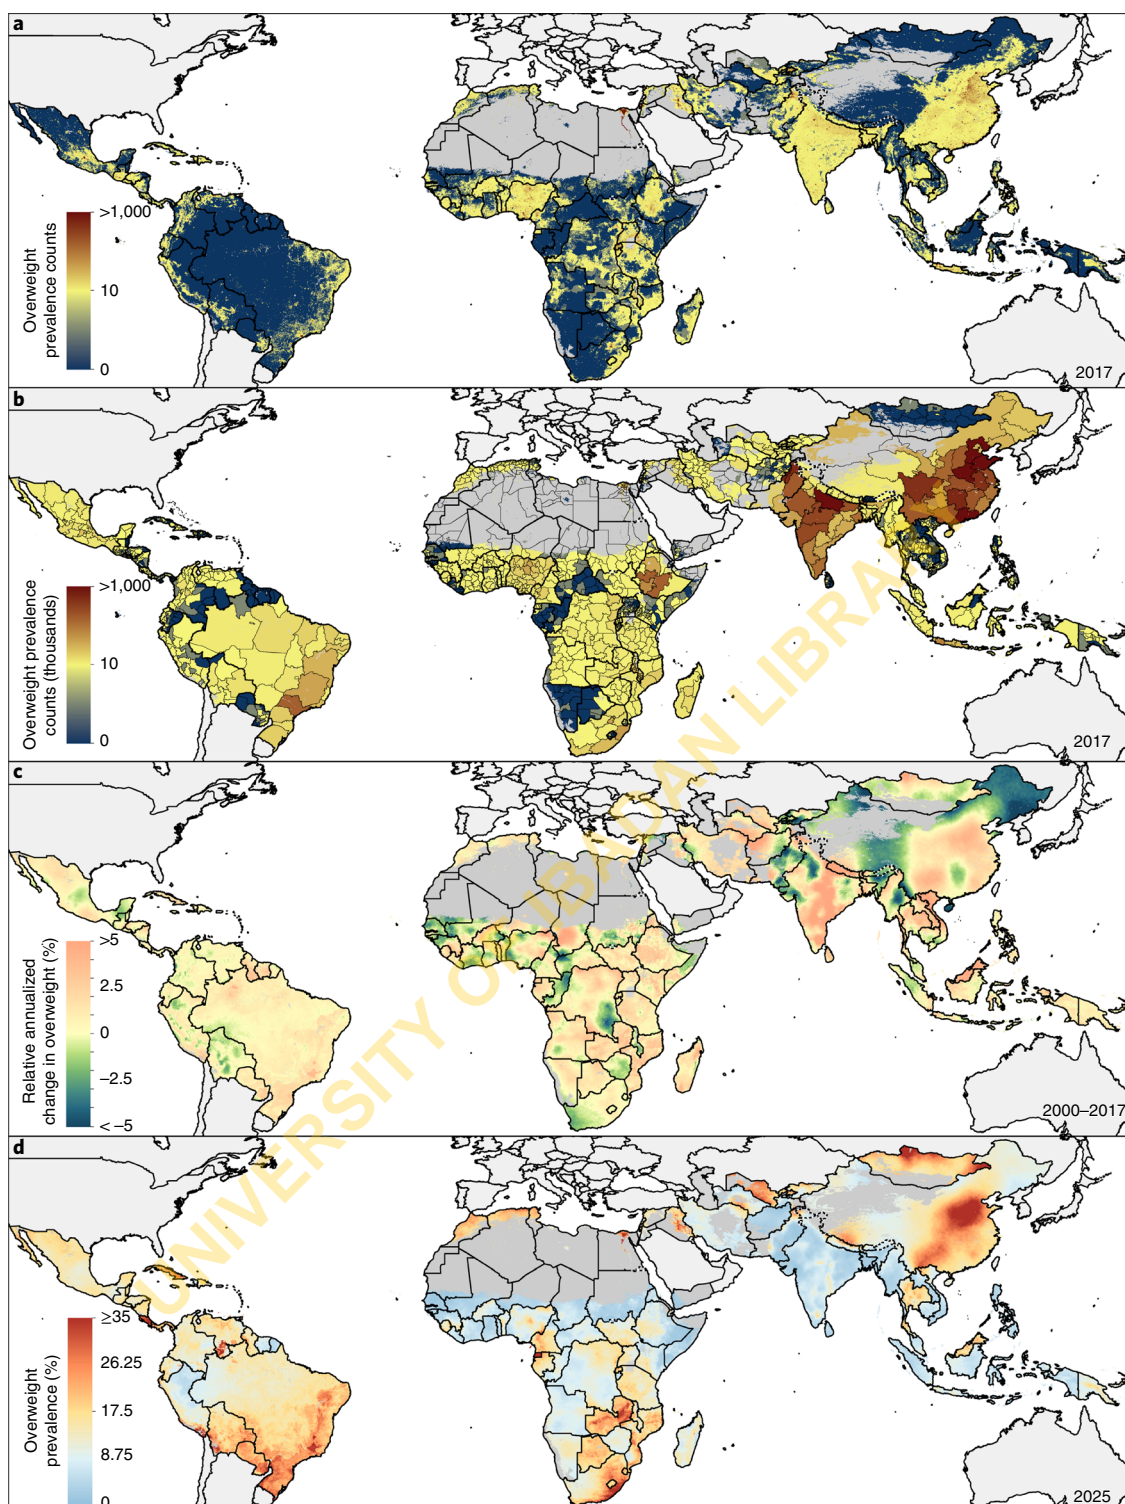 a
>1,000
10
0
Overweight
prevalence counts
2017
b
>1,000
10
0
Overweight prevalence
counts (thousands)
2017
c
>5
2.5
0
–2.5
< –5
Relative annualized
change in overweight (%)
2000–2017
d
≥35
26.25
17.5
8.75
0
Overweight
prevalence (%)
2025
UNIVERSITY OF IBADAN LIBRARY